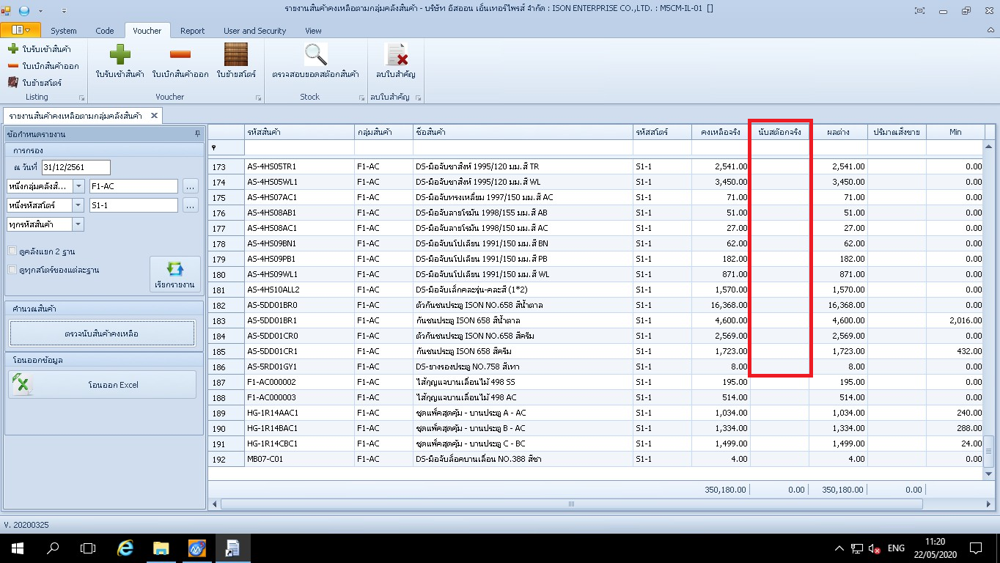 รายงานสินค้าคงเหลือตามกลุ่มคลังสินค้า - บริษัท อิสออน เอ็นเทอร์ไพรส์ จำกัด : ISON ENTERPRISE CO.,LTD. : M5CM-IL-01 []
System Code Voucher Report User and Security View
ใบรับเข้าสินค้า
ใบเบิกสินค้าออก
ใบย้ายสโตร์
Listing
ใบรับเข้าสินค้า ใบเบิกสินค้าออก ใบย้ายสโตร์
Voucher
ตรวจสอบยอดสต๊อกสินค้า
Stock
ลบใบสำคัญ
ลบใบสำคัญ
รายงานสินค้าคงเหลือตามกลุ่มคลังสินค้า
ข้อกำหนดรายงาน
การกรอง
ณ วันที่ 31/12/2561
หนึ่งกลุ่มคลังสิ... F1-AC ...
หนึ่งรหัสสโตร์ S1-1 ...
ทุกรหัสสินค้า
ดูคลังแยก 2 ฐาน
ดูทุกสโตร์ของแต่ละฐาน
เรียกรายงาน
คำนวณสินค้า
ตรวจนับสินค้าคงเหลือ
โอนออกข้อมูล
โอนออก Excel
รหัสสินค้า กลุ่มสินค้า ชื่อสินค้า รหัสสโตร์ คงเหลือจริง นับสต๊อกจริง ผลต่าง ปริมาณสั่งขาย Min
173 AS-4HS05TR1 F1-AC DS-มือจับขาสิงห์ 1995/120 มม.สี TR S1-1 2,541.00 2,541.00 0.00
174 AS-4HS05WL1 F1-AC DS-มือจับขาสิงห์ 1995/120 มม.สี WL S1-1 3,450.00 3,450.00 0.00
175 AS-4HS07AC1 F1-AC DS-มือจับทรงเหลี่ยม 1997/150 มม.สี AC S1-1 71.00 71.00 0.00
176 AS-4HS08AB1 F1-AC DS-มือจับลายโรมัน 1998/155 มม.สี AB S1-1 51.00 51.00 0.00
177 AS-4HS08AC1 F1-AC DS-มือจับลายโรมัน 1998/150 มม.สี AC S1-1 27.00 27.00 0.00
178 AS-4HS09BN1 F1-AC DS-มือจับนโปเลียน 1991/150 มม.สี BN S1-1 62.00 62.00 0.00
179 AS-4HS09PB1 F1-AC DS-มือจับนโปเลียน 1991/150 มม.สี PB S1-1 182.00 182.00 0.00
180 AS-4HS09WL1 F1-AC DS-มือจับนโปเลียน 1991/150 มม.สี WL S1-1 871.00 871.00 0.00
181 AS-4HS10ALL2 F1-AC DS-มือจับเล็กคละรุ่น-คละสี (1*2) S1-1 1,570.00 1,570.00 0.00
182 AS-5DD01BR0 F1-AC ตัวกันชนประตู ISON NO.658 สีน้ำตาล S1-1 16,368.00 16,368.00 0.00
183 AS-5DD01BR1 F1-AC กันชนประตู ISON 658 สีน้ำตาล S1-1 4,600.00 4,600.00 2,016.00
184 AS-5DD01CR0 F1-AC ตัวกันชนประตู ISON NO.658 สีครีม S1-1 2,569.00 2,569.00 0.00
185 AS-5DD01CR1 F1-AC กันชนประตู ISON 658 สีครีม S1-1 1,723.00 1,723.00 432.00
186 AS-5RD01GY1 F1-AC DS-ยางรองประตู NO.758 สีเทา S1-1 8.00 8.00 0.00
187 F1-AC000002 F1-AC ไส้กุญแจบานเลื่อนไม้ 498 SS S1-1 195.00 195.00 0.00
188 F1-AC000003 F1-AC ไส้กุญแจบานเลื่อนไม้ 498 AC S1-1 514.00 514.00 0.00
189 HG-1R14AAC1 F1-AC ชุดแพ็คสุดคุ้ม - บานประตู A - AC S1-1 1,034.00 1,034.00 240.00
190 HG-1R14BAC1 F1-AC ชุดแพ็คสุดคุ้ม - บานประตู B - AC S1-1 1,334.00 1,334.00 288.00
191 HG-1R14CBC1 F1-AC ชุดแพ็คสุดคุ้ม - บานประตู C - BC S1-1 1,499.00 1,499.00 24.00
192 MB07-C01 F1-AC DS-มือจับล็อคบานเลื่อน NO.388 สีชา S1-1 4.00 4.00 0.00
350,180.00 0.00 350,180.00 0.00
V. 20200325
ENG 11:20
22/05/2020